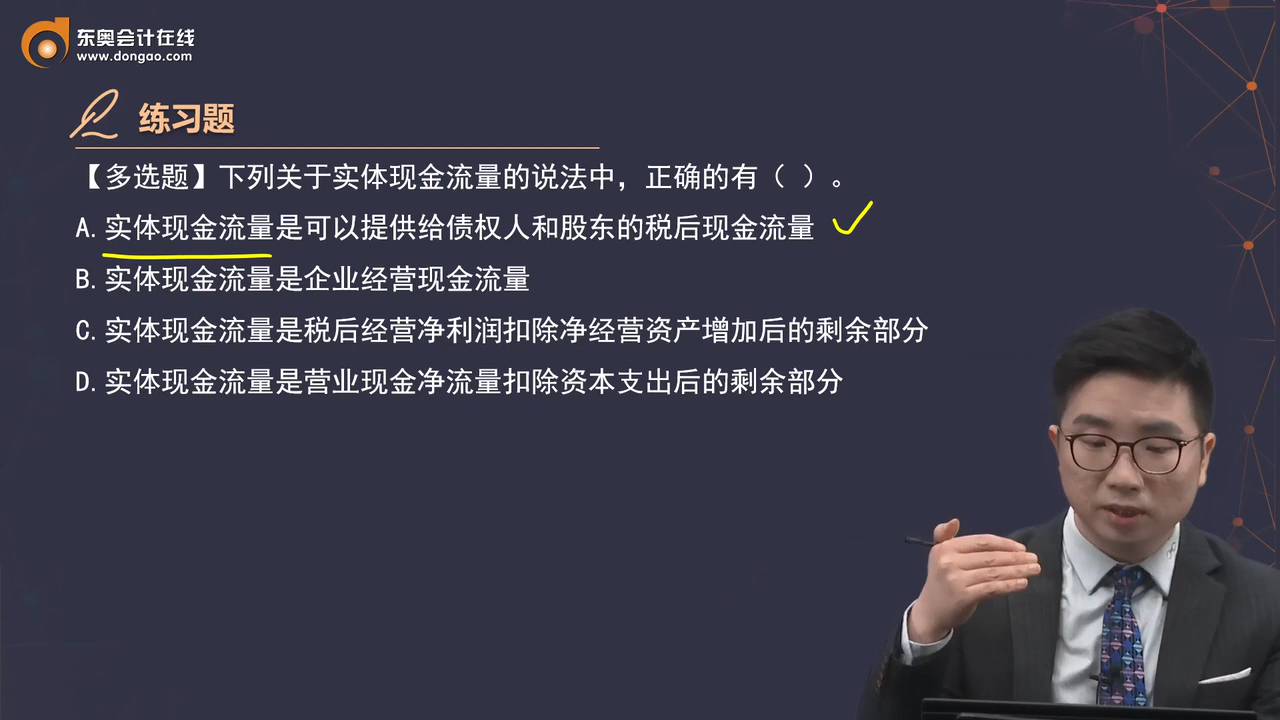 东奥会计在线
www.dongao.com
练习题
【多选题】下列关于实体现金流量的说法中，正确的有（ ）。
A.实体现金流量是可以提供给债权人和股东的税后现金流量
B.实体现金流量是企业经营现金流量
C.实体现金流量是税后经营净利润扣除净经营资产增加后的剩余部分
D.实体现金流量是营业现金净流量扣除资本支出后的剩余部分